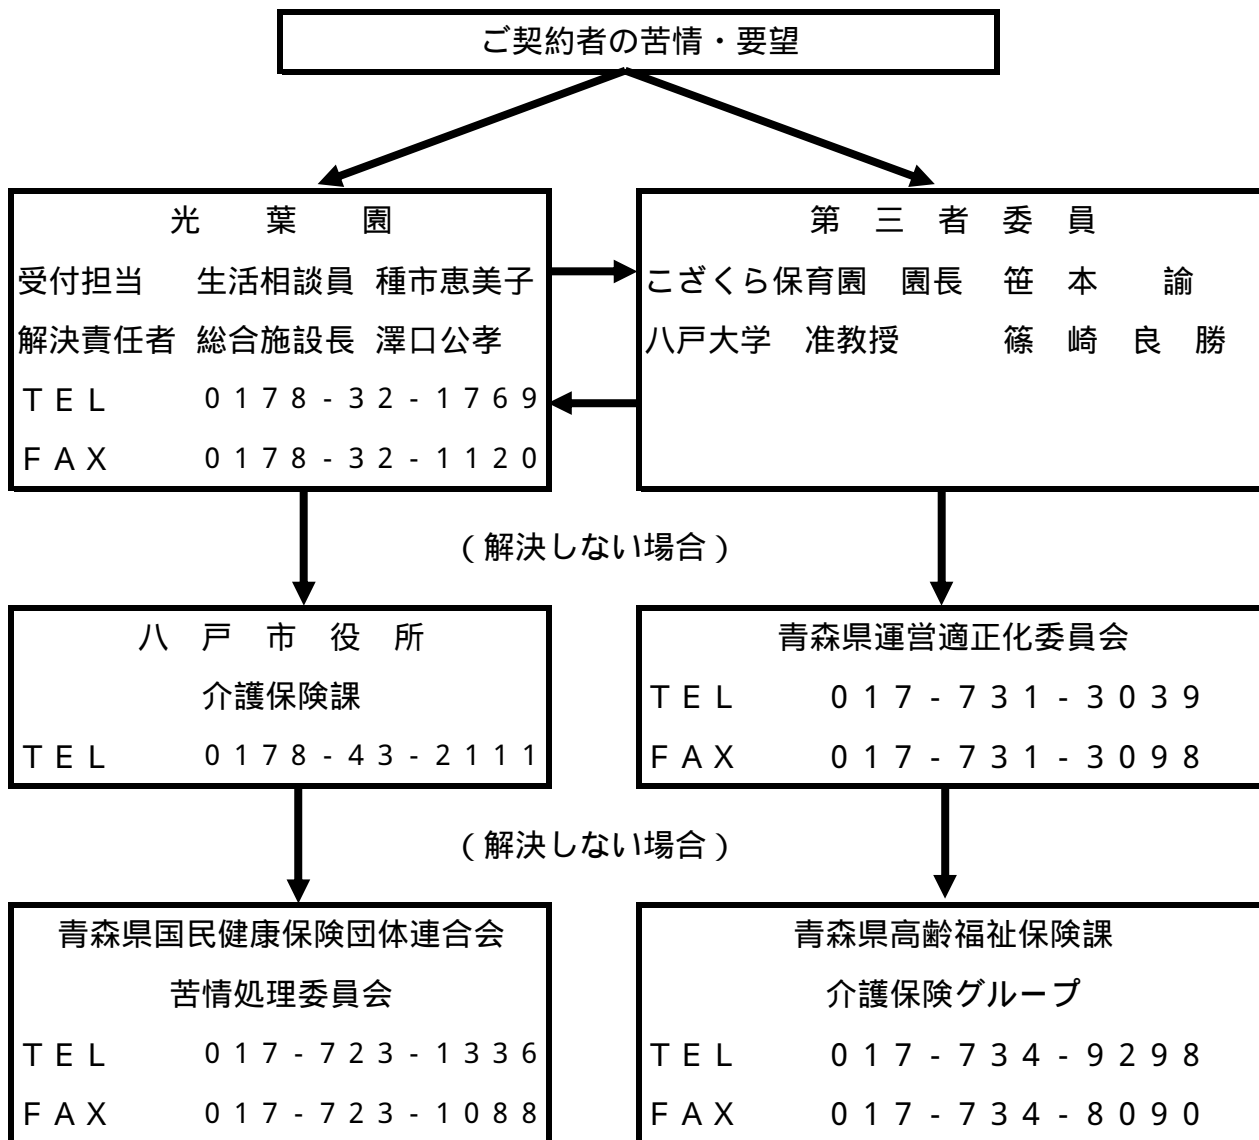 ご契約者の苦情・要望
光　葉　園
受付担当　生活相談員　種市恵美子
解決責任者　総合施設長　澤口公孝
ＴＥＬ　０１７８－３２－１７６９
ＦＡＸ　０１７８－３２－１１２０
第　三　者　委　員
こざくら保育園　園長　笹　本　諭
八戸大学　准教授　篠　崎　良　勝
（解決しない場合）
八　戸　市　役　所
介護保険課
ＴＥＬ　０１７８－４３－２１１１
青森県運営適正化委員会
ＴＥＬ　０１７－７３１－３０３９
ＦＡＸ　０１７－７３１－３０９８
（解決しない場合）
青森県国民健康保険団体連合会
苦情処理委員会
ＴＥＬ　０１７－７２３－１３３６
ＦＡＸ　０１７－７２３－１０８８
青森県高齢福祉保険課
介護保険グループ
ＴＥＬ　０１７－７３４－９２９８
ＦＡＸ　０１７－７３４－８０９０